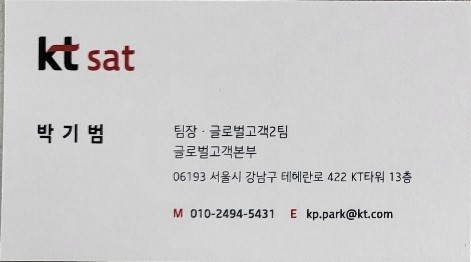 kt sat
박기범
팀장 · 글로벌고객2팀
글로벌고객본부
06193 서울시 강남구 테헤란로 422 KT타워 13층
M 010-2494-5431 E kp.park@kt.com